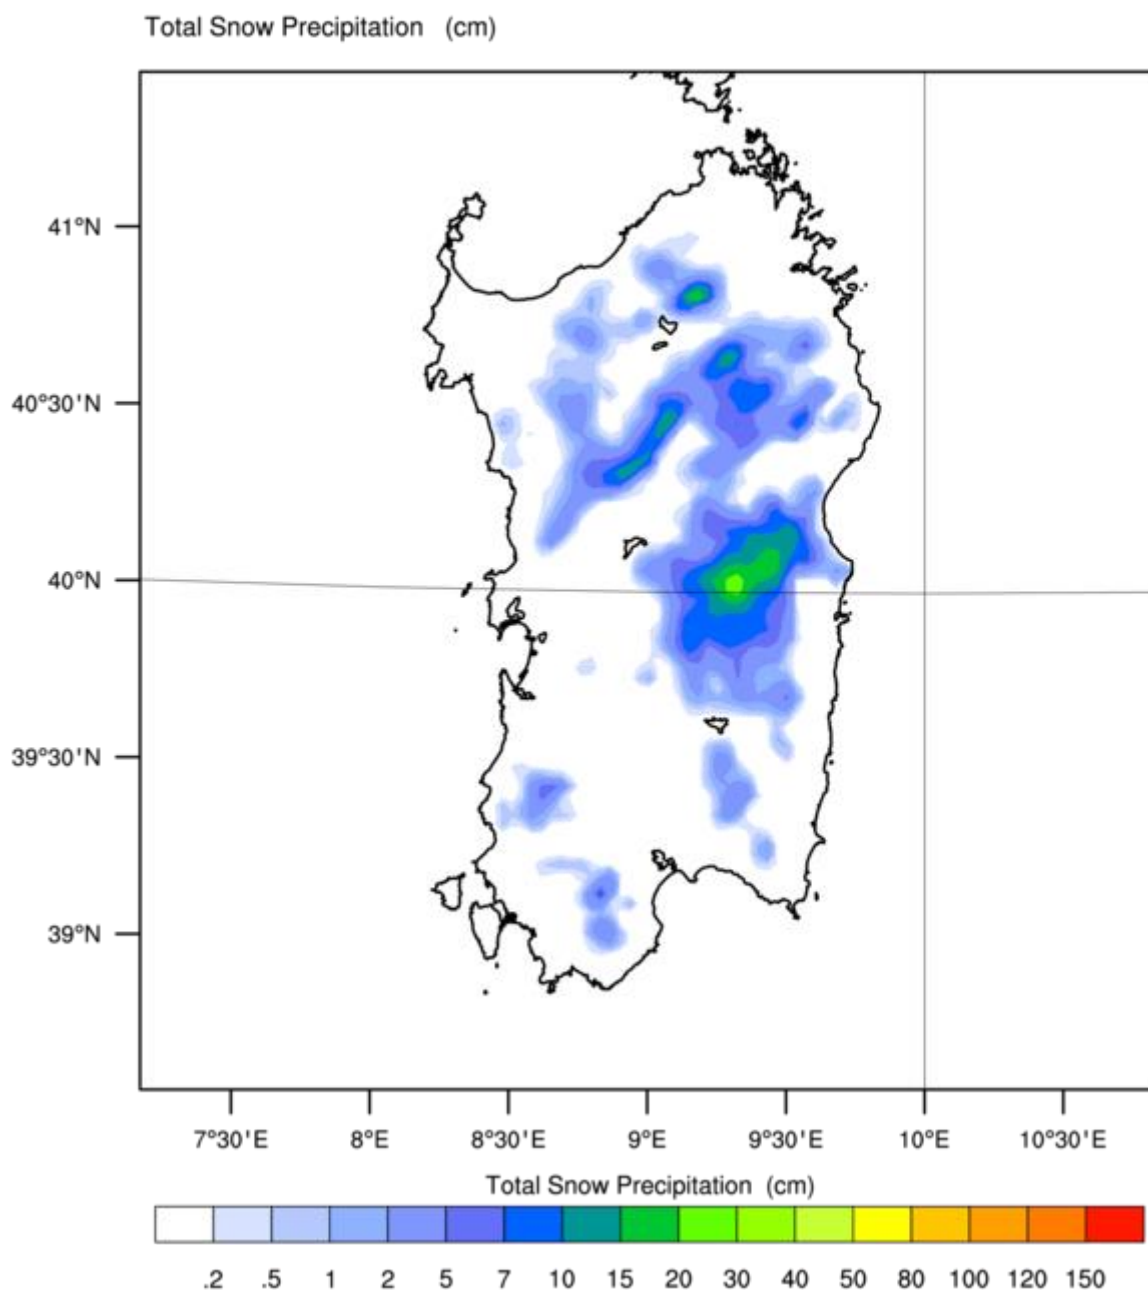 Total Snow Precipitation (cm)
41°N
40°30'N
40°N
39°30'N
39°N
7°30'E 8°E 8°30'E 9°E 9°30'E 10°E 10°30'E
Total Snow Precipitation (cm)
.2 .5 1 2 5 7 10 15 20 30 40 50 80 100 120 150